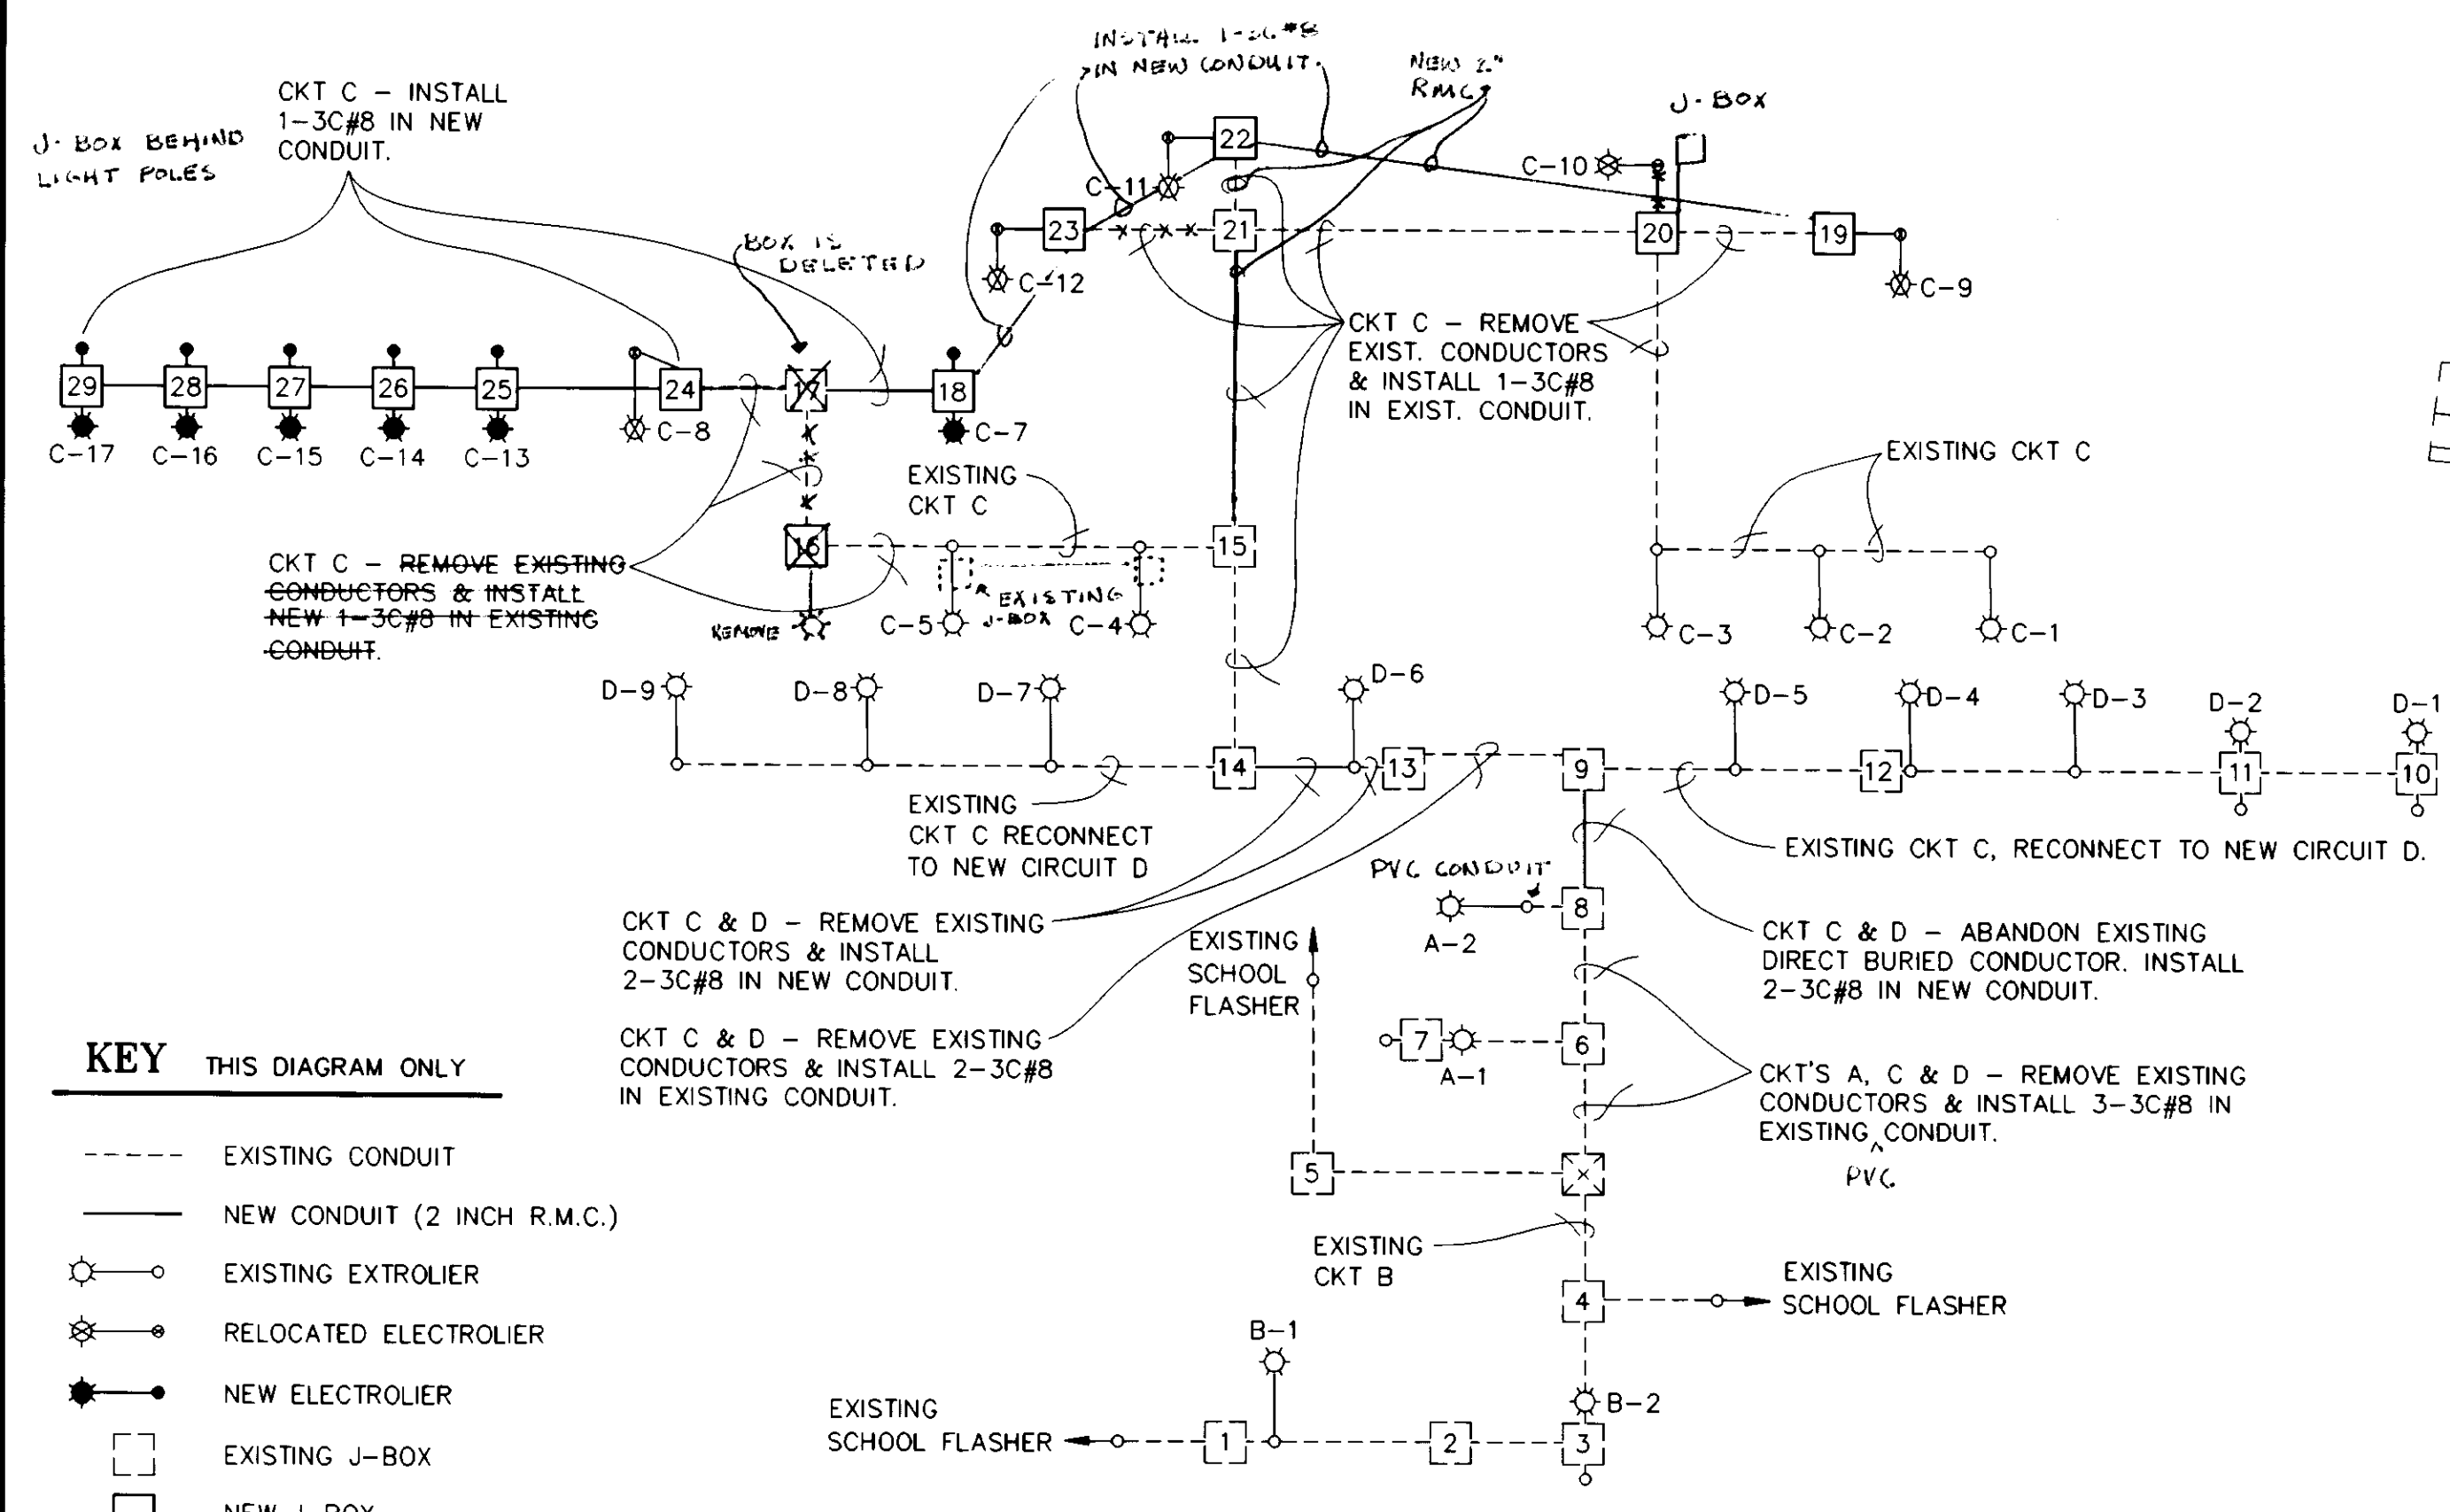 INSTALL 1-3C#8
IN NEW CONDUIT.
NEW 2"
RMC
J-BOX
CKT C – INSTALL
1–3C#8 IN NEW
CONDUIT.
J-BOX BEHIND
LIGHT POLES
22
C-10
C-11
23
21
20
19
BOX IS
DELETED
C-12
C-9
CKT C – REMOVE
EXIST. CONDUCTORS
& INSTALL 1–3C#8
IN EXIST. CONDUIT.
29
28
27
26
25
24
17
18
C-17
C-16
C-15
C-14
C-13
C-8
C-7
EXISTING
CKT C
EXISTING CKT C
16
15
CKT C – REMOVE EXISTING
CONDUCTORS & INSTALL
NEW 1–3C#8 IN EXISTING
CONDUIT.
EXISTING
J-BOX
REMOVE
C-5
C-4
C-3
C-2
C-1
D-9
D-8
D-7
D-6
D-5
D-4
D-3
D-2
D-1
14
13
9
12
11
10
EXISTING
CKT C RECONNECT
TO NEW CIRCUIT D
EXISTING CKT C, RECONNECT TO NEW CIRCUIT D.
PVC CONDUIT
8
A-2
CKT C & D – REMOVE EXISTING
CONDUCTORS & INSTALL
2–3C#8 IN NEW CONDUIT.
EXISTING
SCHOOL
FLASHER
CKT C & D – ABANDON EXISTING
DIRECT BURIED CONDUCTOR. INSTALL
2–3C#8 IN NEW CONDUIT.
CKT C & D – REMOVE EXISTING
CONDUCTORS & INSTALL 2–3C#8
IN EXISTING CONDUIT.
7
6
A-1
CKT'S A, C & D – REMOVE EXISTING
CONDUCTORS & INSTALL 3–3C#8 IN
EXISTING CONDUIT.
PVC
5
EXISTING
CKT B
4
EXISTING
SCHOOL FLASHER
B-1
B-2
EXISTING
SCHOOL FLASHER
1
2
3
KEY THIS DIAGRAM ONLY
EXISTING CONDUIT
NEW CONDUIT (2 INCH R.M.C.)
EXISTING EXTROLIER
RELOCATED ELECTROLIER
NEW ELECTROLIER
EXISTING J-BOX
NEW J-BOX